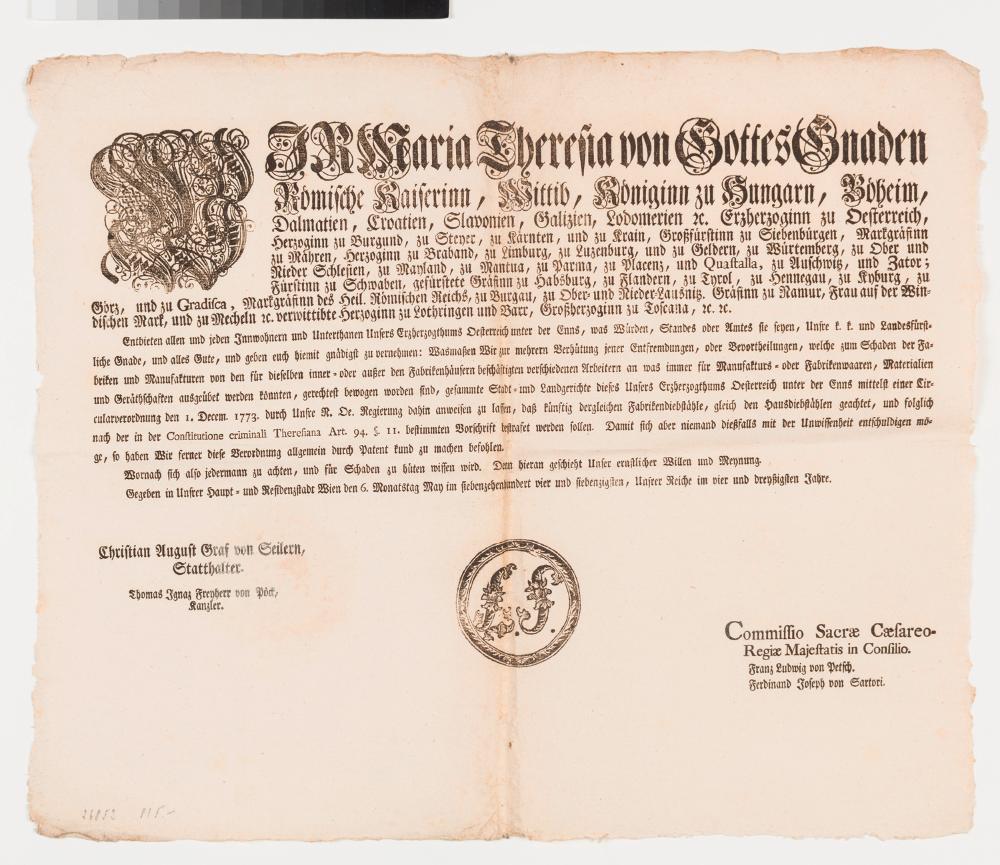 WJR Maria Theresia von Gottes Gnaden
Römische Kaiserinn, Wittib, Königinn zu Hungarn, Böheim,
Dalmatien, Croatien, Slavonien, Galizien, Lodomerien ꝛc. Erzherzoginn zu Oesterreich,
Herzoginn zu Burgund, zu Steyer, zu Kärnten, und zu Krain, Großfürstinn zu Siebenbürgen, Markgräfinn
zu Mähren, Herzoginn zu Braband, zu Limburg, zu Luzenburg, und zu Geldern, zu Würtemberg, zu Ober und
Nieder Schlesien, zu Mayland, zu Mantua, zu Parma, zu Placenz, und Quastalla, zu Auschwitz, und Zator;
Fürstinn zu Schwaben, gefürstete Gräfinn zu Habsburg, zu Flandern, zu Tyrol, zu Hennegau, zu Kyburg, zu
Görz, und zu Gradisca, Markgräfinn des Heil. Römischen Reichs, zu Burgau, zu Ober- und Nieder-Lausnitz. Gräfinn zu Namur, Frau auf der Win-
dischen Mark, und zu Mecheln ꝛc. verwittibte Herzoginn zu Lothringen und Barr, Großherzoginn zu Toscana, ꝛc. ꝛc.
Entbieten allen und jeden Innwohnern und Unterthanen Unsers Erzherzogthums Oesterreich unter der Enns, was Würden, Standes oder Amtes sie seyen, Unsre k. k. und Landesfürst-
liche Gnade, und alles Gute, und geben euch hiemit gnädigst zu vernehmen: Wasmaßen Wir zur mehrern Verhütung jener Entfremdungen, oder Bevortheilungen, welche zum Schaden der Fa-
briken und Manufakturen von den für dieselben inner- oder außer den Fabrikenhäusern beschäftigten verschiedenen Arbeitern an was immer für Manufakturs- oder Fabrikenwaaren, Materialien
und Geräthschaften ausgeübet werden könnten, gerechtest bewogen worden sind, gesammte Stadt- und Landgerichte dieses Unsers Erzherzogthums Oesterreich unter der Enns mittelst einer Cir-
cularverordnung den 1. Decem. 1773. durch Unsre N. Oe. Regierung dahin anweisen zu lassen, daß künftig dergleichen Fabrikendiebstähle, gleich den Hausdiebstählen geachtet, und folglich
nach der in der Constitutione criminali Theresiana Art. 94. §. 11. bestimmten Vorschrift bestrafet werden sollen. Damit sich aber niemand dießfalls mit der Unwissenheit entschuldigen mö-
ge, so haben Wir ferner diese Verordnung allgemein durch Patent kund zu machen befohlen.
Wornach sich also jedermann zu achten, und für Schaden zu hüten wissen wird. Denn hieran geschieht Unser ernstlicher Willen und Meynung.
Gegeben in Unsrer Haupt- und Residenzstadt Wien den 6. Monatstag May im siebenzehenhundert vier und siebenzigsten, Unsrer Reiche im vier und dreyßigsten Jahre.
Christian August Graf von Seilern,
Statthalter.
Thomas Ignaz Freyherr von Pöck,
Kanzler.
L. S.
Commissio Sacræ Cæsareo-
Regiæ Majestatis in Consilio.
Franz Ludwig von Petsch.
Ferdinand Joseph von Sartori.